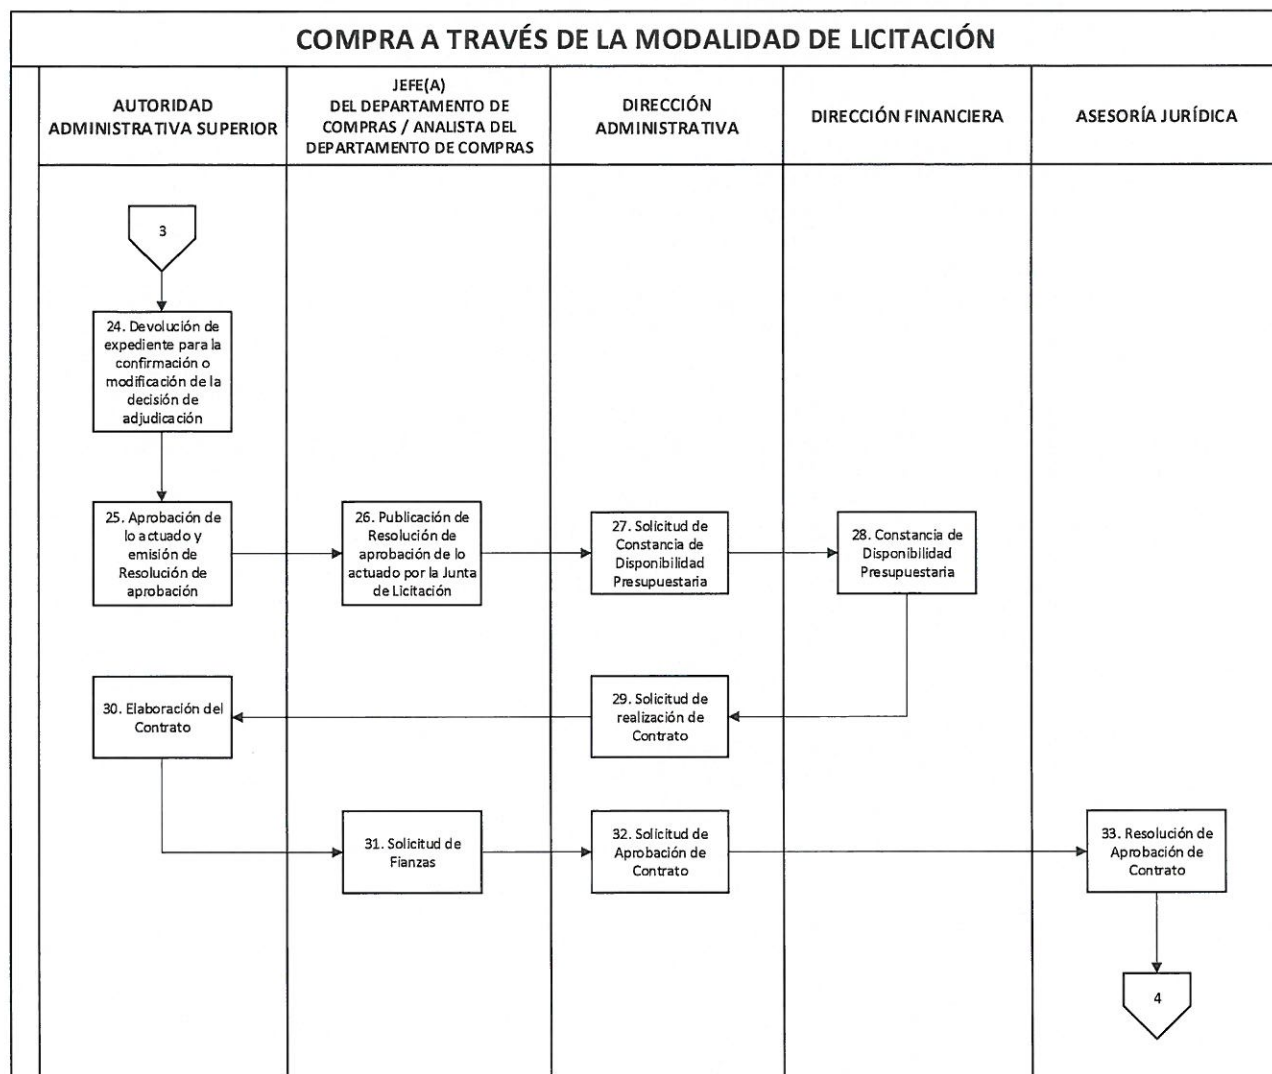 COMPRA A TRAVÉS DE LA MODALIDAD DE LICITACIÓN
AUTORIDAD
ADMINISTRATIVA SUPERIOR
JEFE(A)
DEL DEPARTAMENTO DE
COMPRAS / ANALISTA DEL
DEPARTAMENTO DE COMPRAS
DIRECCIÓN
ADMINISTRATIVA
DIRECCIÓN FINANCIERA
ASESORÍA JURÍDICA
3
24. Devolución de
expediente para la
confirmación o
modificación de la
decisión de
adjudicación
25. Aprobación de
lo actuado y
emisión de
Resolución de
aprobación
26. Publicación de
Resolución de
aprobación de lo
actuado por la Junta
de Licitación
27. Solicitud de
Constancia de
Disponibilidad
Presupuestaria
28. Constancia de
Disponibilidad
Presupuestaria
30. Elaboración del
Contrato
29. Solicitud de
realización de
Contrato
31. Solicitud de
Fianzas
32. Solicitud de
Aprobación de
Contrato
33. Resolución de
Aprobación de
Contrato
4